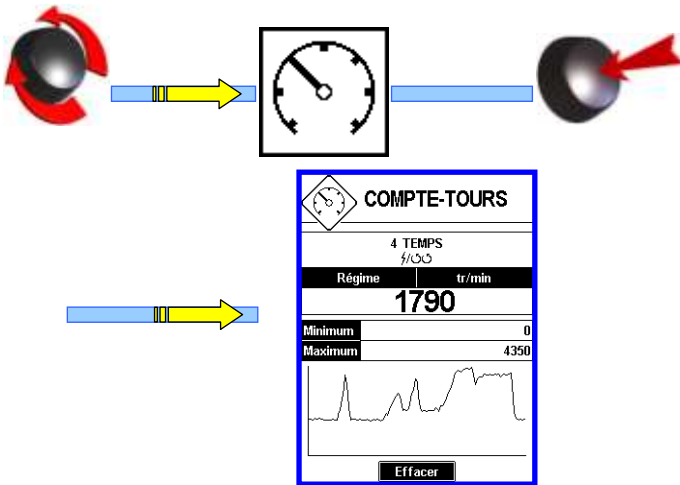 COMPTE-TOURS
4 TEMPS
Régime tr/min
1790
Minimum 0
Maximum 4350
Effacer